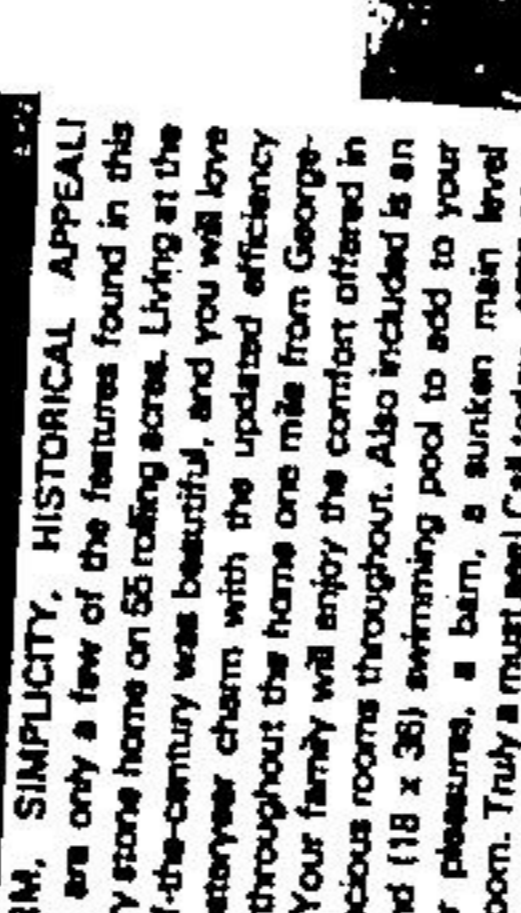 RM, SIMPLICITY, HISTORICAL APPEAL!
are only a few of the features found in this
y stone home on 55 rolling acres. Living at the
f-the-century was beautiful, and you will love
storyyear charm with the updated efficiency
throughout the home one mile from George-
Your family will enjoy the comfort offered in
cious rooms throughout. Also included is an
d (18 x 36) swimming pool to add to your
r pleasures, a barn, a sunken main level
oom. Truly a must see! Call today,